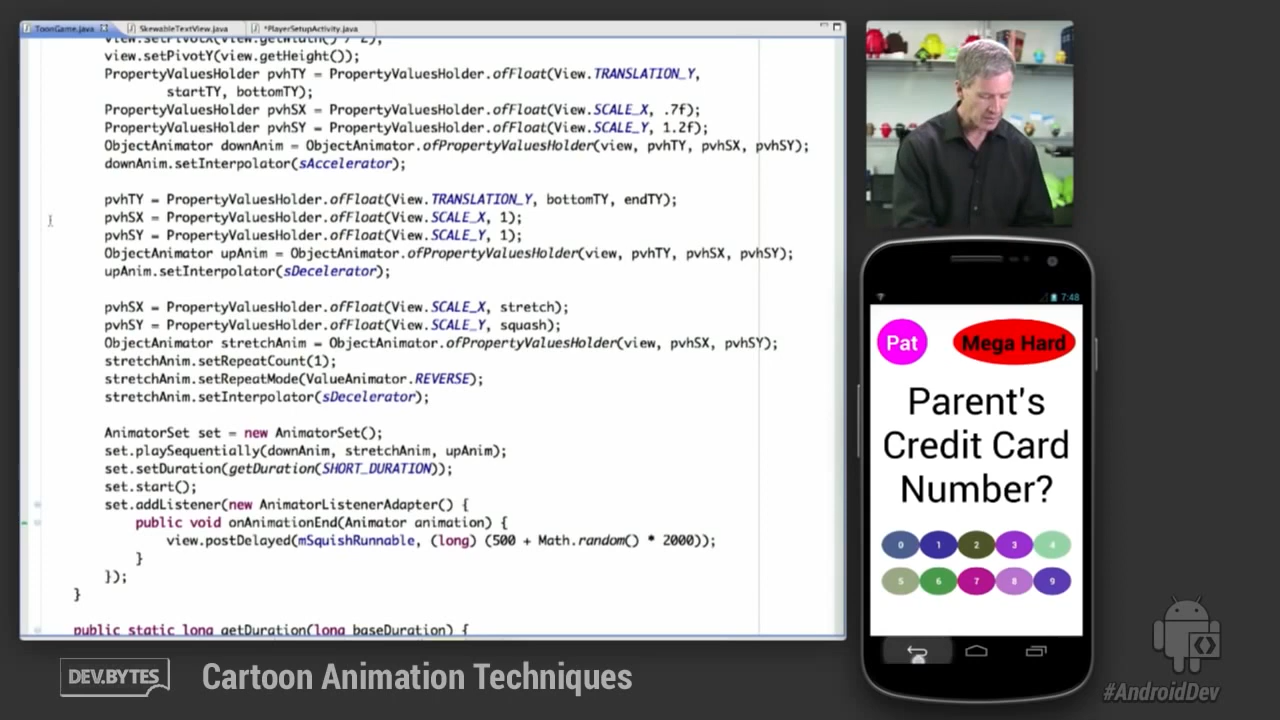 ToonGame.java
SkewableTextView.java
*PlayerSetupActivity.java
view.setPivotX(view.getWidth() / 2);
view.setPivotY(view.getHeight());
PropertyValuesHolder pvhTY = PropertyValuesHolder.ofFloat(View.TRANSLATION_Y,
startTY, bottomTY);
PropertyValuesHolder pvhSX = PropertyValuesHolder.ofFloat(View.SCALE_X, .7f);
PropertyValuesHolder pvhSY = PropertyValuesHolder.ofFloat(View.SCALE_Y, 1.2f);
ObjectAnimator downAnim = ObjectAnimator.ofPropertyValuesHolder(view, pvhTY, pvhSX, pvhSY);
downAnim.setInterpolator(sAccelerator);
pvhTY = PropertyValuesHolder.ofFloat(View.TRANSLATION_Y, bottomTY, endTY);
pvhSX = PropertyValuesHolder.ofFloat(View.SCALE_X, 1);
pvhSY = PropertyValuesHolder.ofFloat(View.SCALE_Y, 1);
ObjectAnimator upAnim = ObjectAnimator.ofPropertyValuesHolder(view, pvhTY, pvhSX, pvhSY);
upAnim.setInterpolator(sDecelerator);
pvhSX = PropertyValuesHolder.ofFloat(View.SCALE_X, stretch);
pvhSY = PropertyValuesHolder.ofFloat(View.SCALE_Y, squash);
ObjectAnimator stretchAnim = ObjectAnimator.ofPropertyValuesHolder(view, pvhSX, pvhSY);
stretchAnim.setRepeatCount(1);
stretchAnim.setRepeatMode(ValueAnimator.REVERSE);
stretchAnim.setInterpolator(sDecelerator);
AnimatorSet set = new AnimatorSet();
set.playSequentially(downAnim, stretchAnim, upAnim);
set.setDuration(getDuration(SHORT_DURATION));
set.start();
set.addListener(new AnimatorListenerAdapter() {
public void onAnimationEnd(Animator animation) {
view.postDelayed(mSquishRunnable, (long) (500 + Math.random() * 2000));
}
});
}
public static long getDuration(long baseDuration) {
7:48
Pat
Mega Hard
Parent's
Credit Card
Number?
0 1 2 3 4
5 6 7 8 9
DEV.BYTES
Cartoon Animation Techniques
#AndroidDev